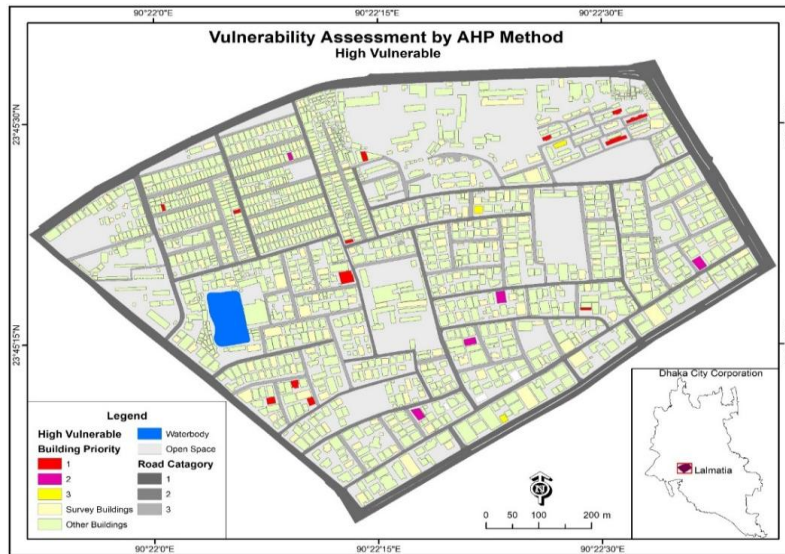 90°22'0"E
90°22'15"E
90°22'30"E
Vulnerability Assessment by AHP Method
High Vulnerable
23°45'30"N
23°45'15"N
Legend
High Vulnerable
Building Priority
1
2
3
Survey Buildings
Other Buildings
Waterbody
Open Space
Road Catagory
1
2
3
N
0 50 100 200 m
Dhaka City Corporation
Lalmatia
90°22'0"E
90°22'15"E
90°22'30"E